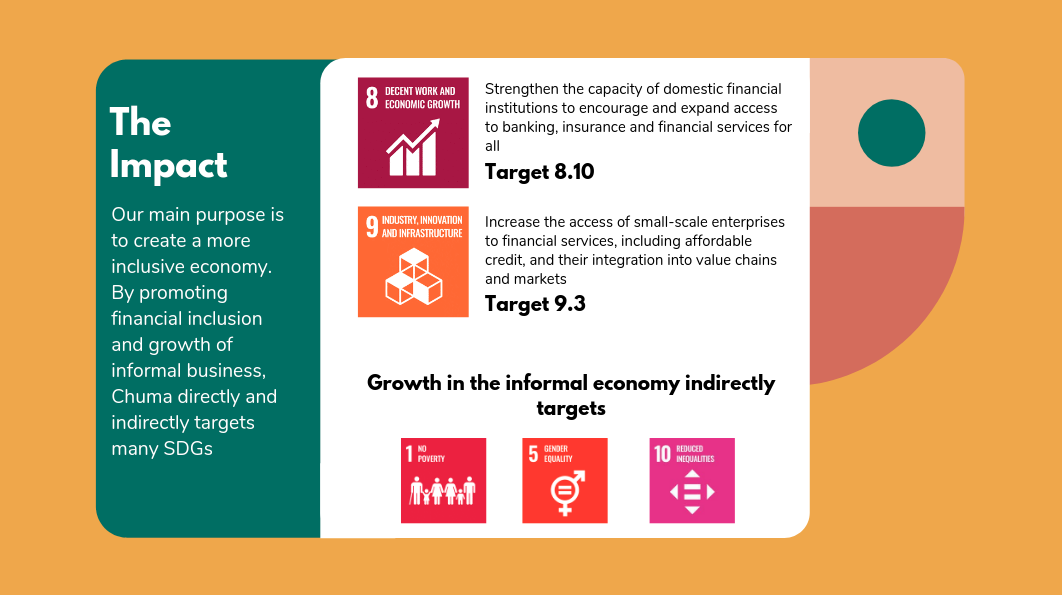 The
Impact
Our main purpose is
to create a more
inclusive economy.
By promoting
financial inclusion
and growth of
informal business,
Chuma directly and
indirectly targets
many SDGs
8 DECENT WORK AND
ECONOMIC GROWTH
Strengthen the capacity of domestic financial
institutions to encourage and expand access
to banking, insurance and financial services for
all
Target 8.10
9 INDUSTRY, INNOVATION
AND INFRASTRUCTURE
Increase the access of small-scale enterprises
to financial services, including affordable
credit, and their integration into value chains
and markets
Target 9.3
Growth in the informal economy indirectly
targets
1 NO
POVERTY
5 GENDER
EQUALITY
10 REDUCED
INEQUALITIES